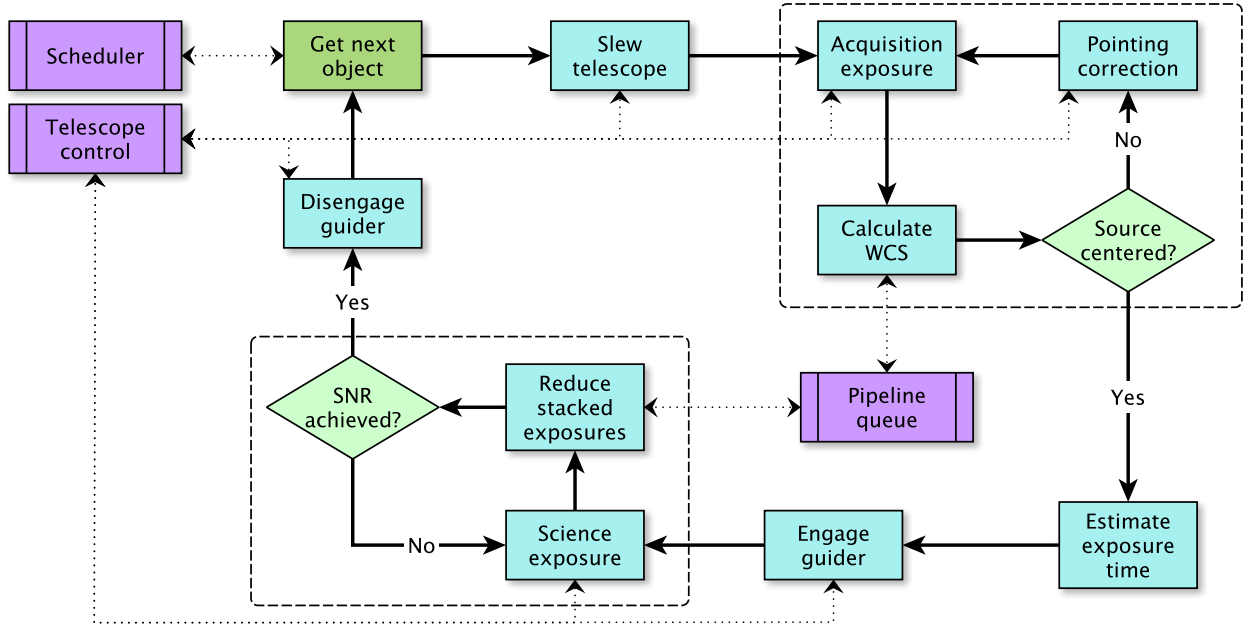 Scheduler
Get next
object
Slew
telescope
Acquisition
exposure
Pointing
correction
Telescope
control
No
Disengage
guider
Calculate
WCS
Source
centered?
Yes
SNR
achieved?
Reduce
stacked
exposures
Pipeline
queue
Yes
No
Science
exposure
Engage
guider
Estimate
exposure
time